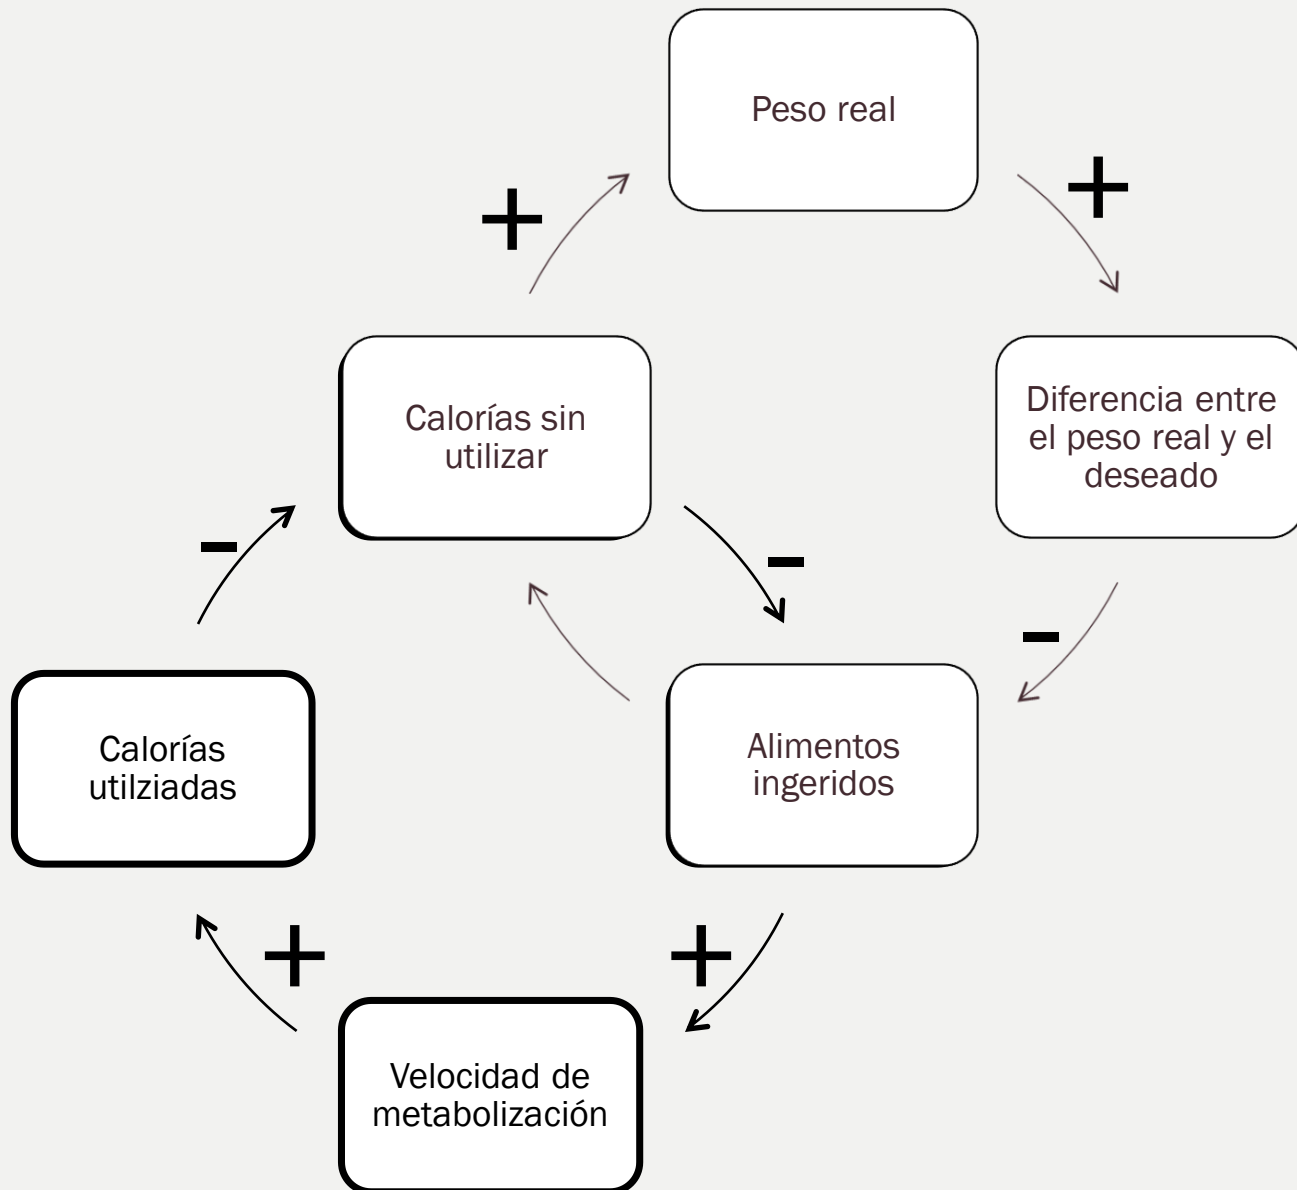 Peso real
+
+
Calorías sin
utilizar
Diferencia entre
el peso real y el
deseado
-
-
-
Calorías
utilziadas
Alimentos
ingeridos
+
+
Velocidad de
metabolización